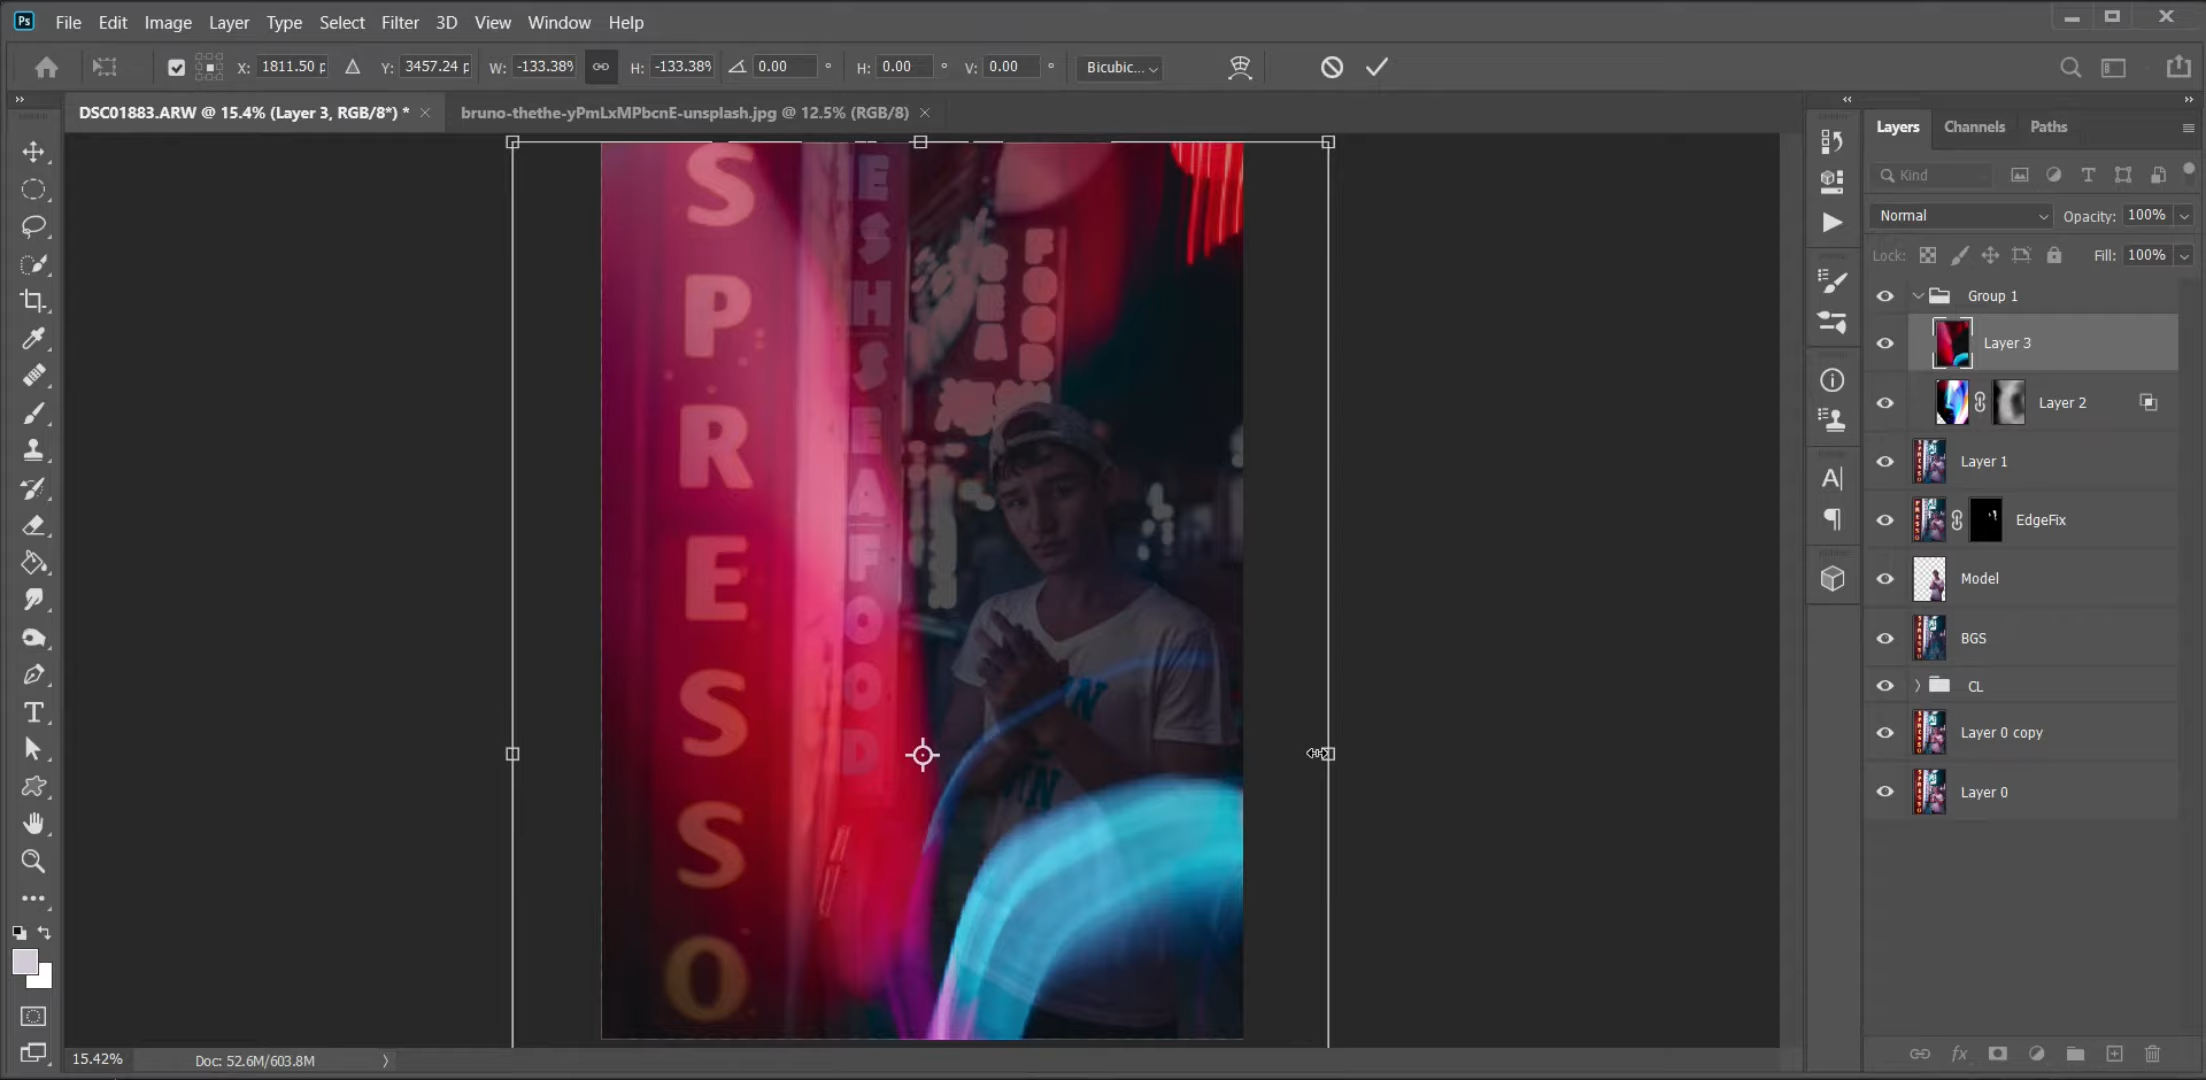 Ps File Edit Image Layer Type Select Filter 3D View Window Help
X: 1811.50 p Y: 3457.24 p W: -133.38% H: -133.38% 0.00 ° H: 0.00 ° V: 0.00 ° Bicubic...
DSC01883.ARW @ 15.4% (Layer 3, RGB/8*) * bruno-thethe-yPmLxMPbcnE-unsplash.jpg @ 12.5% (RGB/8)
Layers Channels Paths
Kind
Normal Opacity: 100%
Lock: Fill: 100%
Group 1
Layer 3
Layer 2
Layer 1
EdgeFix
Model
BGS
CL
Layer 0 copy
Layer 0
SPRESSO
ESH SEAFOOD
SEA
FOOD
15.42% Doc: 52.6M/603.8M